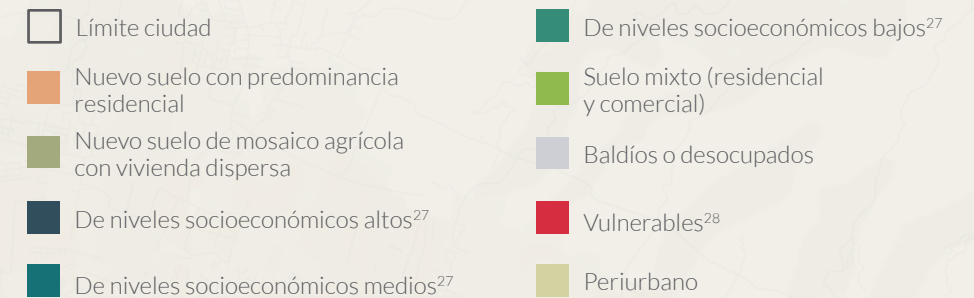 Límite ciudad
Nuevo suelo con predominancia
residencial
Nuevo suelo de mosaico agrícola
con vivienda dispersa
De niveles socioeconómicos altos²⁷
De niveles socioeconómicos medios²⁷
De niveles socioeconómicos bajos²⁷
Suelo mixto (residencial
y comercial)
Baldíos o desocupados
Vulnerables²⁸
Periurbano